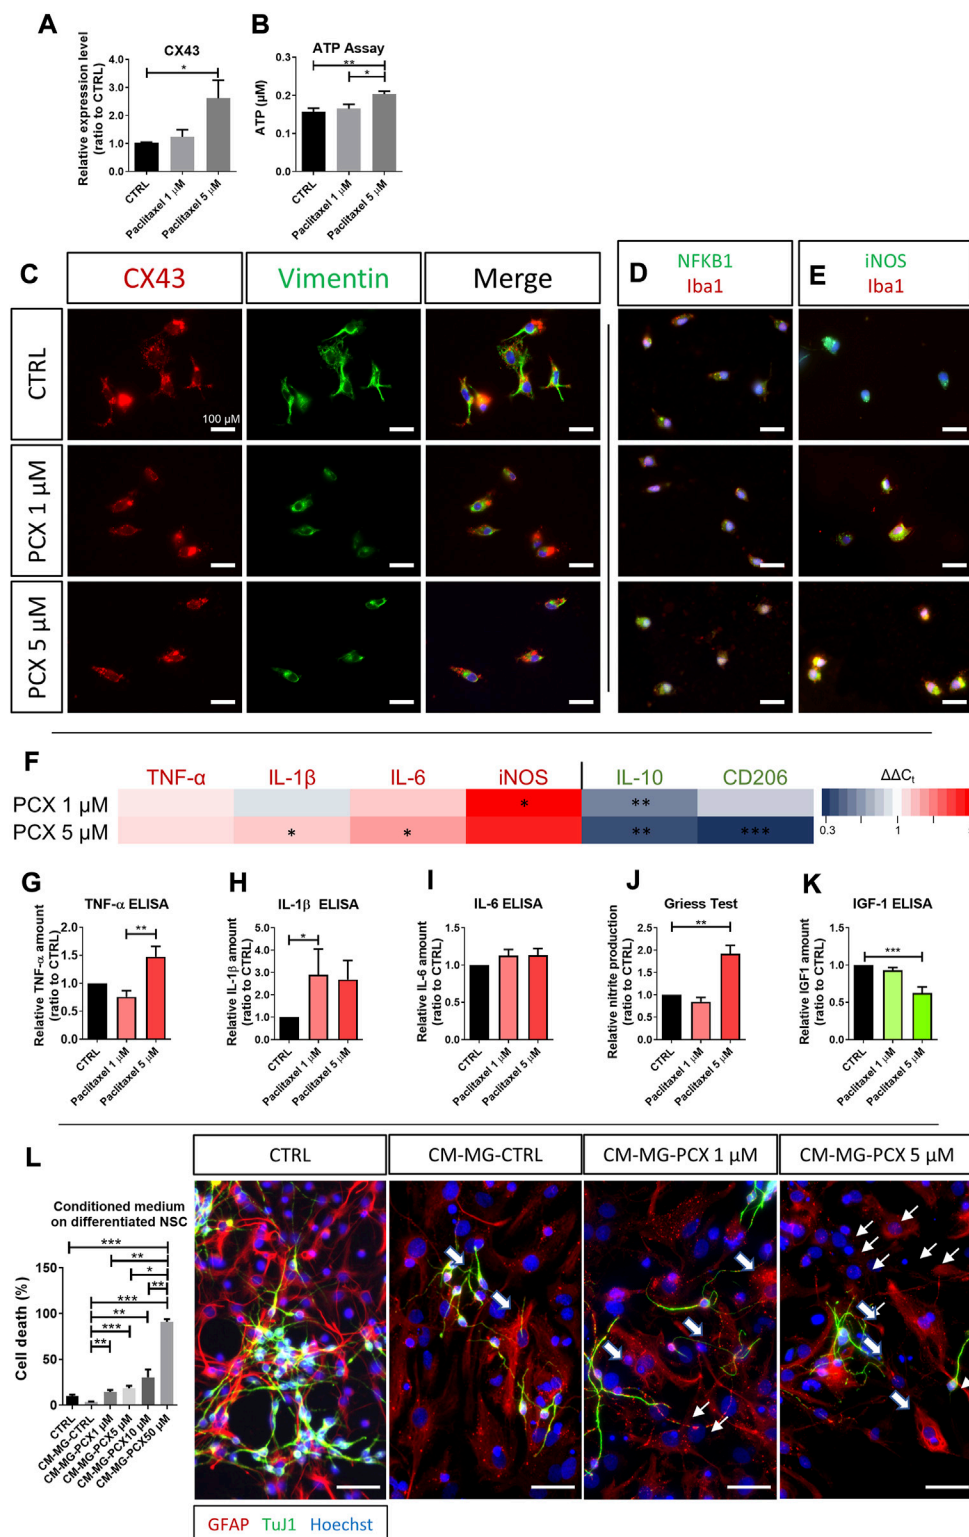 A
CX43
Relative expression level
(ratio to CTRL)
4.0
3.0
2.0
1.0
0.0
*
CTRL
Paclitaxel 1 μM
Paclitaxel 5 μM
B
ATP Assay
ATP (μM)
0.3
0.2
0.1
0.0
**
*
CTRL
Paclitaxel 1 μM
Paclitaxel 5 μM
C
CX43
Vimentin
Merge
D
NFKB1
Iba1
E
iNOS
Iba1
CTRL
100 μM
PCX 1 μM
PCX 5 μM
F
TNF-α
IL-1β
IL-6
iNOS
IL-10
CD206
ΔΔCt
PCX 1 μM
*
**
PCX 5 μM
*
*
**
***
0.3
1
G
TNF-α ELISA
Relative TNF-α amount
(ratio to CTRL)
2.0
1.5
1.0
0.5
0.0
**
CTRL
Paclitaxel 1 μM
Paclitaxel 5 μM
H
IL-1β ELISA
Relative IL-1β amount
(ratio to CTRL)
5.0
4.0
3.0
2.0
1.0
0.0
*
CTRL
Paclitaxel 1 μM
Paclitaxel 5 μM
I
IL-6 ELISA
Relative IL-6 amount
(ratio to CTRL)
1.5
1.0
0.5
0.0
CTRL
Paclitaxel 1 μM
Paclitaxel 5 μM
J
Griess Test
Relative nitrite production
(ratio to CTRL)
2.5
2.0
1.5
1.0
0.5
0.0
**
CTRL
Paclitaxel 1 μM
Paclitaxel 5 μM
K
IGF-1 ELISA
Relative IGF1 amount
(ratio to CTRL)
1.5
1.0
0.5
0.0
***
CTRL
Paclitaxel 1 μM
Paclitaxel 5 μM
L
Conditioned medium
on differentiated NSC
Cell death (%)
150
100
50
0
***
**
*
**
***
**
***
**
CTRL
CM-MG-CTRL
CM-MG-PCX1 μM
CM-MG-PCX5 μM
CM-MG-PCX10 μM
CM-MG-PCX50 μM
CTRL
CM-MG-CTRL
CM-MG-PCX 1 μM
CM-MG-PCX 5 μM
GFAP TuJ1 Hoechst